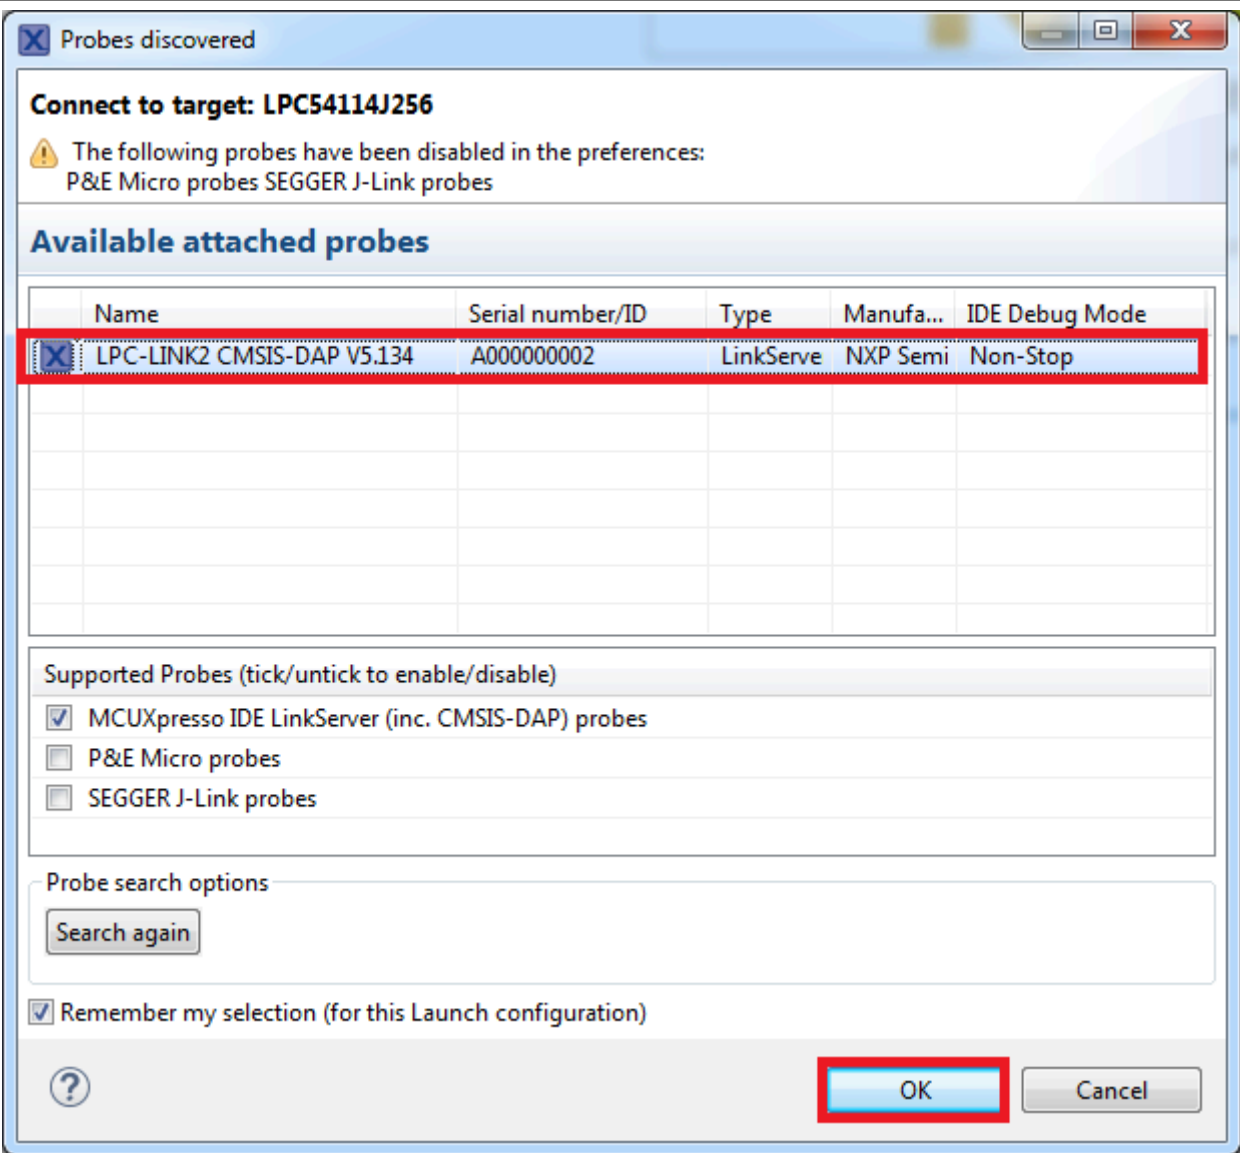 Probes discovered
Connect to target: LPC54114J256
The following probes have been disabled in the preferences:
P&E Micro probes SEGGER J-Link probes
Available attached probes
Name Serial number/ID Type Manufa... IDE Debug Mode
LPC-LINK2 CMSIS-DAP V5.134 A000000002 LinkServe NXP Semi Non-Stop
Supported Probes (tick/untick to enable/disable)
MCUXpresso IDE LinkServer (inc. CMSIS-DAP) probes
P&E Micro probes
SEGGER J-Link probes
Probe search options
Search again
Remember my selection (for this Launch configuration)
OK Cancel